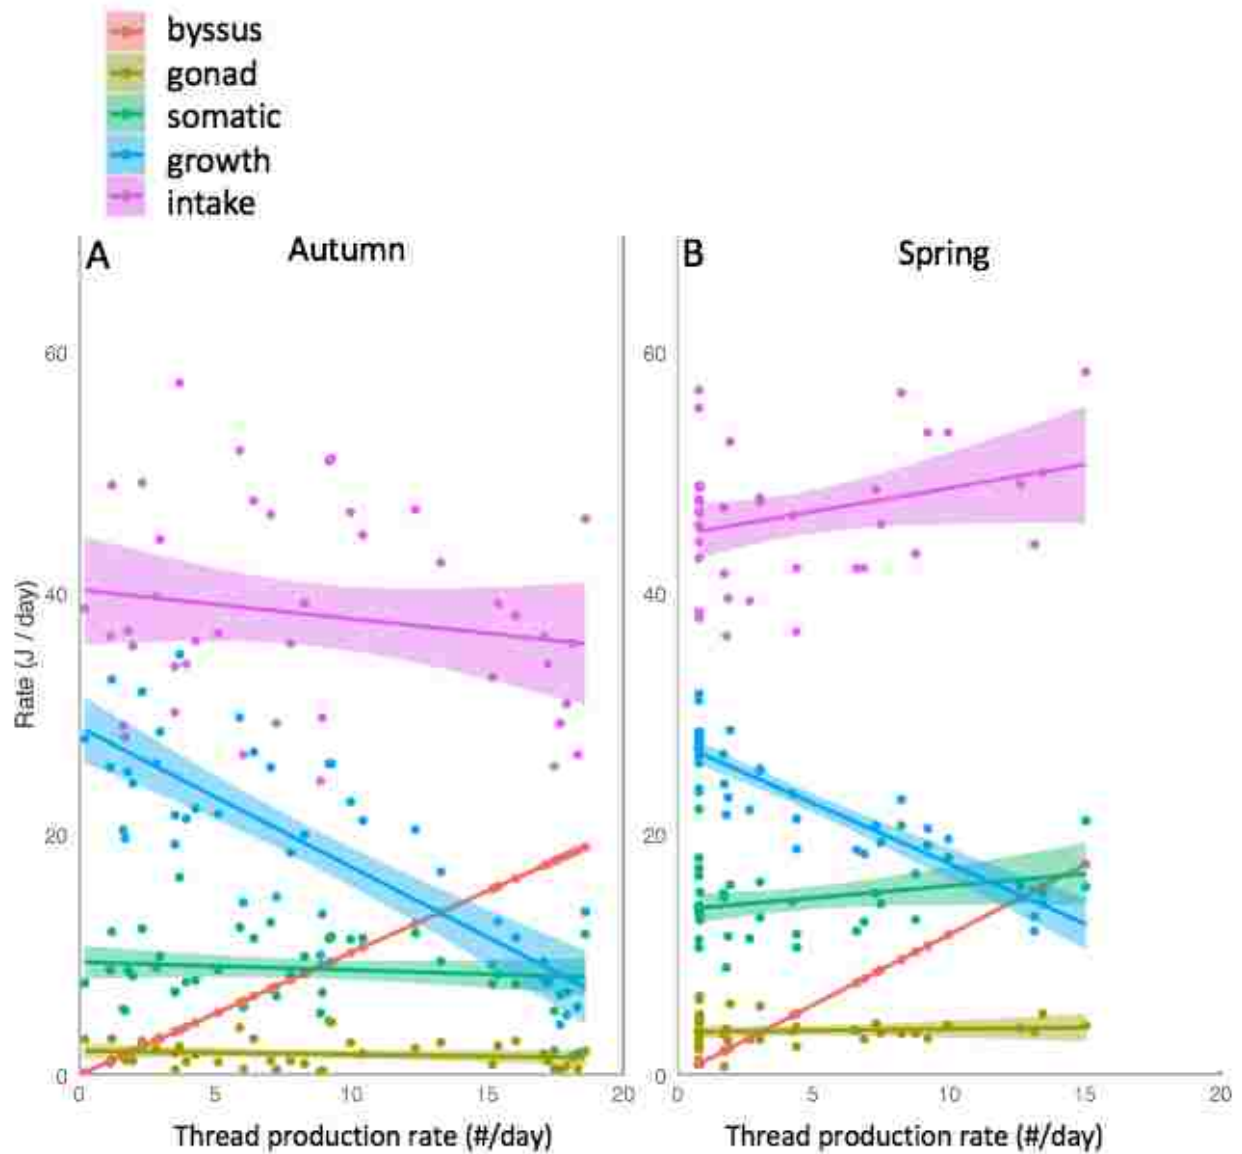 byssus
gonad
somatic
growth
intake
A Autumn B Spring
60 60
40 40
Rate (J / day)
20 20
0 0
0 5 10 15 20 0 5 10 15 20
Thread production rate (#/day) Thread production rate (#/day)